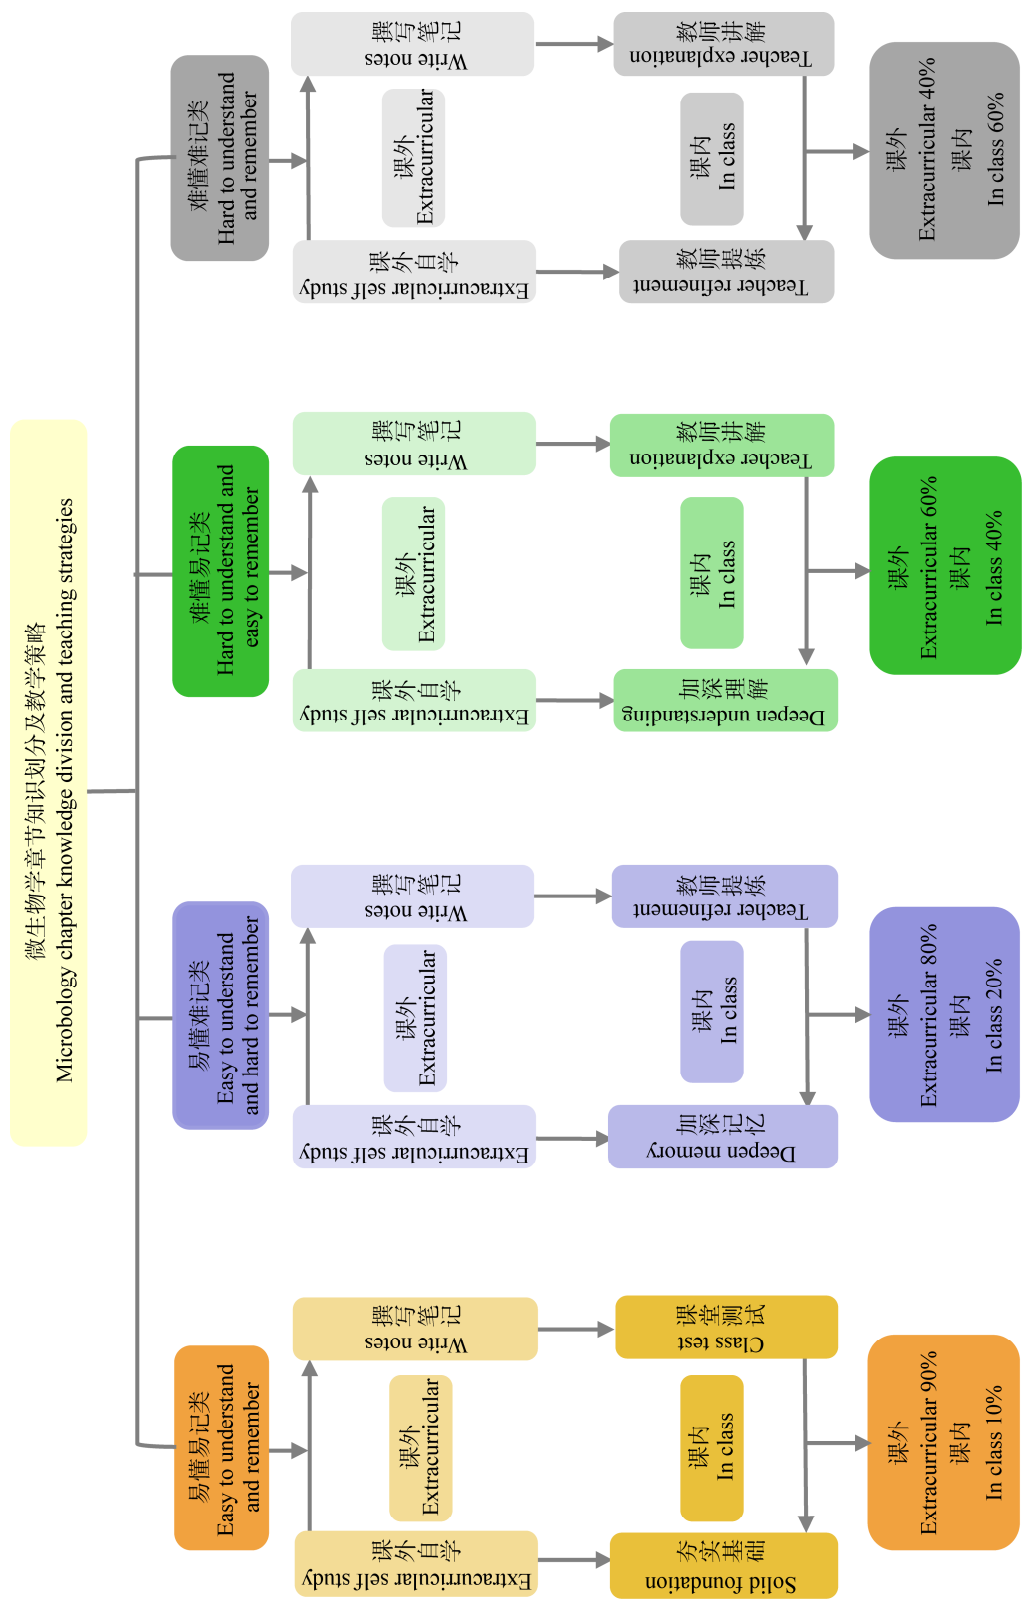 微生物学章节知识划分及教学策略
Microbology chapter knowledge division and teaching strategies
易懂易记类
Easy to understand
and remember
课外自学
Extracurricular self study
课外
Extracurricular
撰写笔记
Write notes
夯实基础
Solid foundation
课内
In class
课堂测试
Class test
课外
Extracurricular 90%
课内
In class 10%
易懂难记类
Easy to understand
and hard to remember
课外自学
Extracurricular self study
课外
Extracurricular
撰写笔记
Write notes
加深记忆
Deepen memory
课内
In class
教师提炼
Teacher refinement
课外
Extracurricular 80%
课内
In class 20%
难懂易记类
Hard to understand and
easy to remember
课外自学
Extracurricular self study
课外
Extracurricular
撰写笔记
Write notes
加深理解
Deepen understanding
课内
In class
教师讲解
Teacher explanation
课外
Extracurricular 60%
课内
In class 40%
难懂难记类
Hard to understand
and remember
课外自学
Extracurricular self study
课外
Extracurricular
撰写笔记
Write notes
教师提炼
Teacher refinement
课内
In class
教师讲解
Teacher explanation
课外
Extracurricular 40%
课内
In class 60%